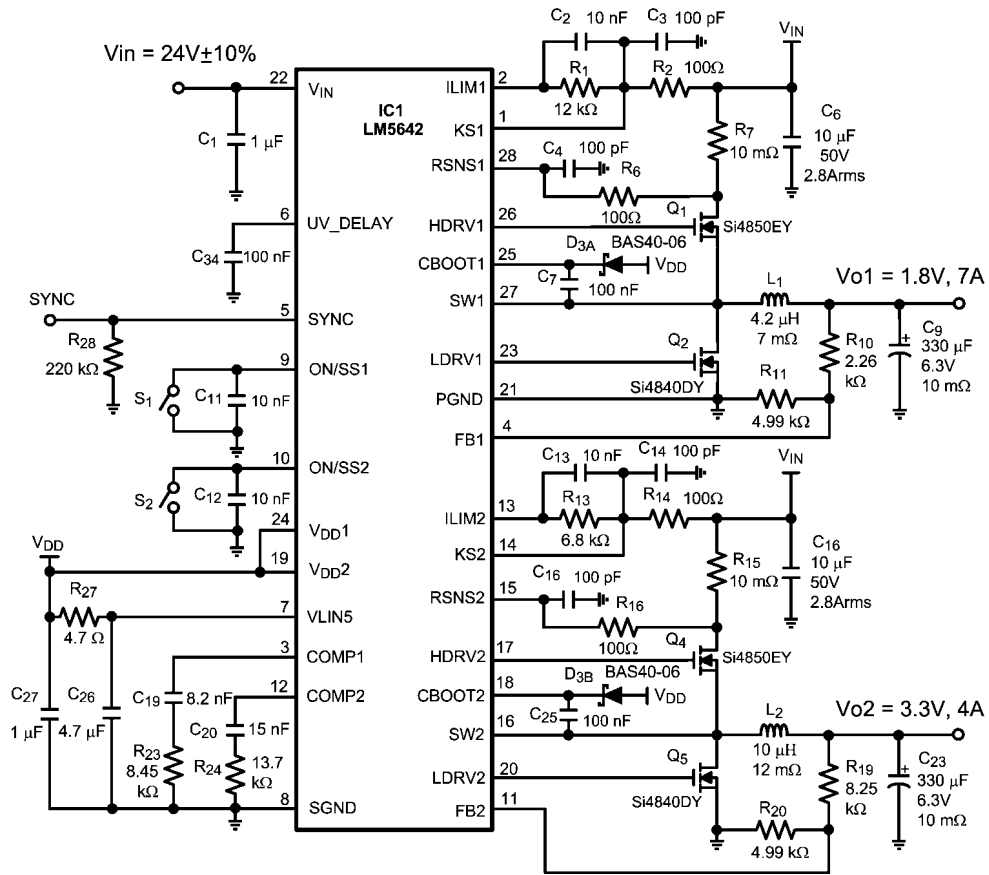 Vin = 24V±10%
22
VIN
C1
1 µF
IC1
LM5642
6
UV_DELAY
C34
100 nF
SYNC
5
SYNC
R28
220 kΩ
9
ON/SS1
S1
C11
10 nF
10
ON/SS2
S2
C12
10 nF
24
VDD1
VDD
19
VDD2
R27
4.7 Ω
7
VLIN5
3
COMP1
C19
8.2 nF
12
COMP2
C27
1 µF
C26
4.7 µF
C20
15 nF
R23
8.45
kΩ
R24
13.7
kΩ
8
SGND
C2
10 nF
C3
100 pF
VIN
ILIM1
2
R1
12 kΩ
R2
100Ω
C6
10 µF
50V
2.8Arms
KS1
1
R7
10 mΩ
C4
100 pF
RSNS1
28
R6
100Ω
Q1
Si4850EY
HDRV1
26
D3A
BAS40-06
CBOOT1
25
VDD
C7
100 nF
SW1
27
L1
4.2 µH
7 mΩ
Vo1 = 1.8V, 7A
C9
330 µF
6.3V
10 mΩ
R10
2.26
kΩ
LDRV1
23
Q2
Si4840DY
PGND
21
R11
4.99 kΩ
FB1
4
C13
10 nF
C14
100 pF
VIN
ILIM2
13
R13
6.8 kΩ
R14
100Ω
C16
10 µF
50V
2.8Arms
KS2
14
R15
10 mΩ
C16
100 pF
RSNS2
15
R16
100Ω
Q4
Si4850EY
HDRV2
17
D3B
BAS40-06
CBOOT2
18
VDD
C25
100 nF
SW2
16
L2
10 µH
12 mΩ
Vo2 = 3.3V, 4A
C23
330 µF
6.3V
10 mΩ
R19
8.25
kΩ
LDRV2
20
Q5
Si4840DY
FB2
11
R20
4.99 kΩ